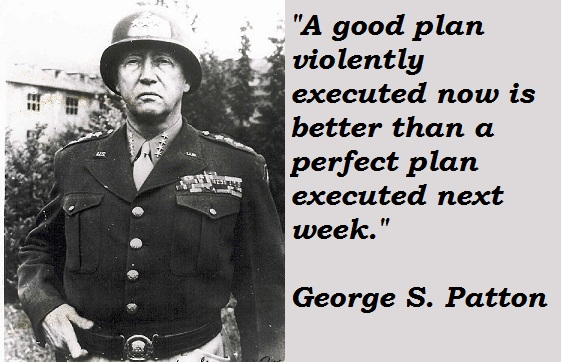 "A good plan
violently
executed now is
better than a
perfect plan
executed next
week."
George S. Patton